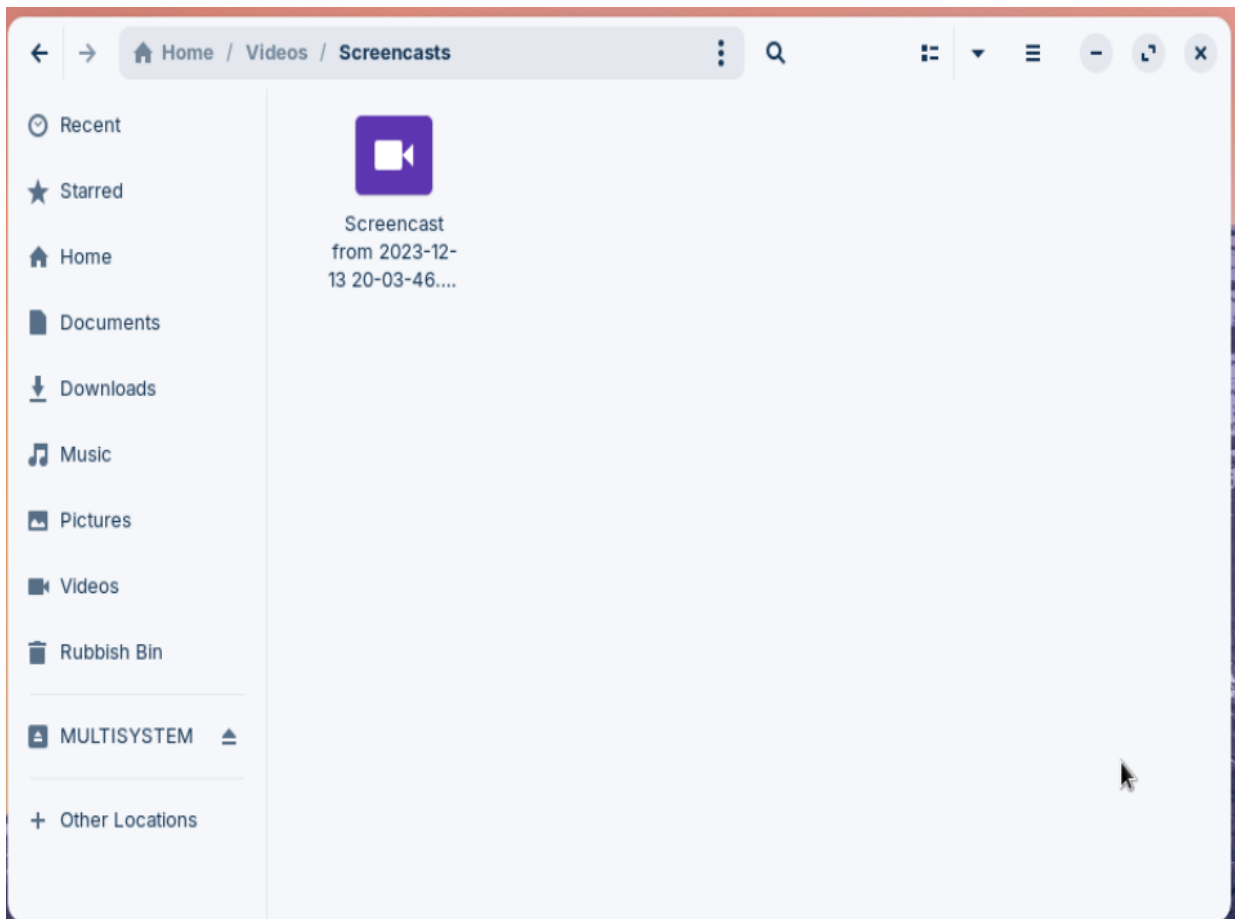 Home / Videos / Screencasts
Recent
Starred
Home
Documents
Downloads
Music
Pictures
Videos
Rubbish Bin
MULTISYSTEM
Other Locations
Screencast
from 2023-12-
13 20-03-46....